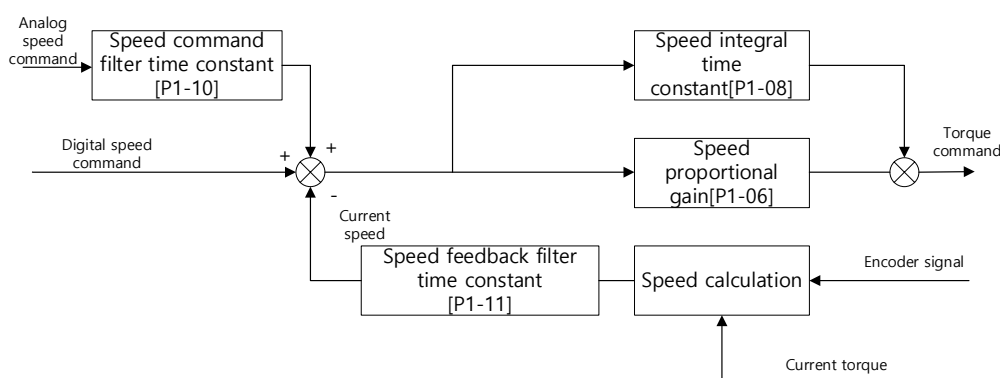 Analog
speed
command
Speed command
filter time constant
[P1-10]
Speed integral
time
constant[P1-08]
Digital speed
command
+
+
-
Speed
proportional
gain[P1-06]
Torque
command
Current
speed
Speed feedback filter
time constant
[P1-11]
Speed calculation
Encoder signal
Current torque